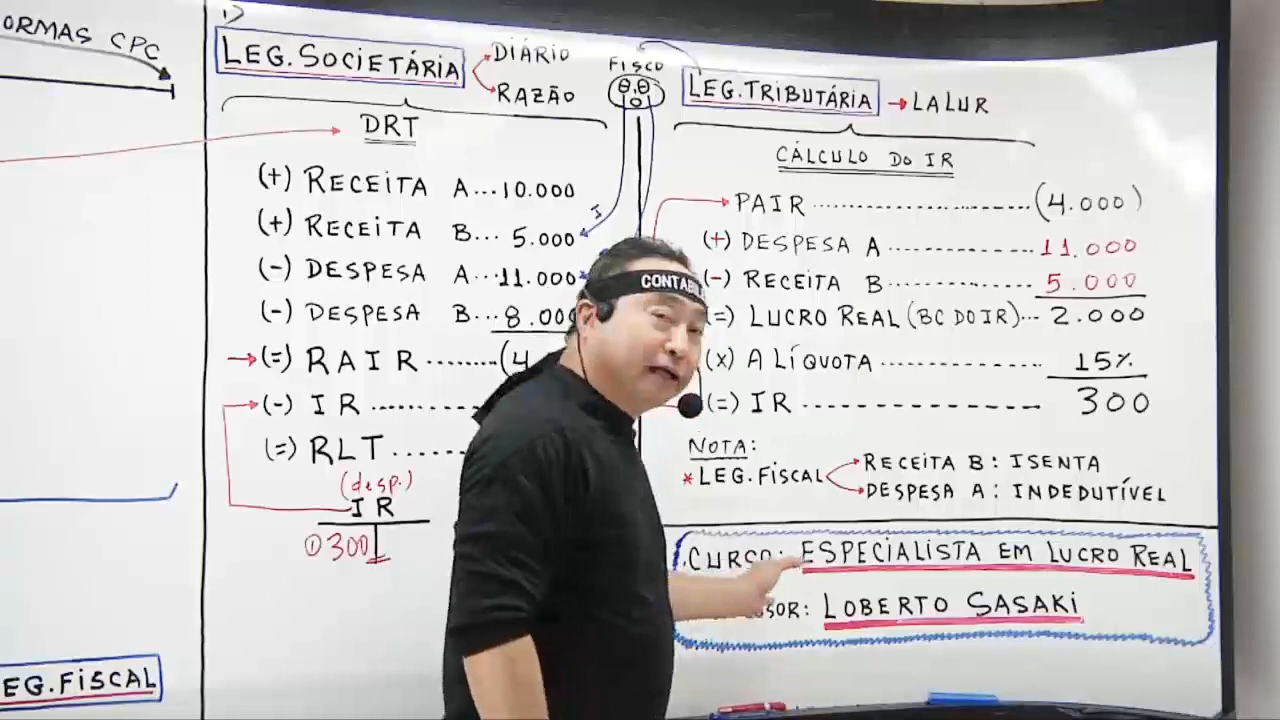 ORMAS CPC
EG.FISCAL
1)
LEG.SOCIETÁRIA
DIÁRIO
RAZÃO
DRT
(+) RECEITA A...10.000
(+) RECEITA B... 5.000
(-) DESPESA A...11.000
(-) DESPESA B... 8.000
(=) RAIR........(4
(-) IR
(=) RLT
(desp.)
IR
① 300
FISCO
I
LEG.TRIBUTÁRIA
LALUR
CÁLCULO DO IR
PAIR (4.000)
(+) DESPESA A 11.000
(-) RECEITA B 5.000
=) LUCRO REAL (BC DO IR)... 2.000
(x) ALÍQUOTA 15%
(=) IR 300
NOTA:
* LEG.FISCAL
RECEITA B: ISENTA
DESPESA A: INDEDUTÍVEL
CURSO: ESPECIALISTA EM LUCRO REAL
SOR: LOBERTO SASAKI
CONTABI